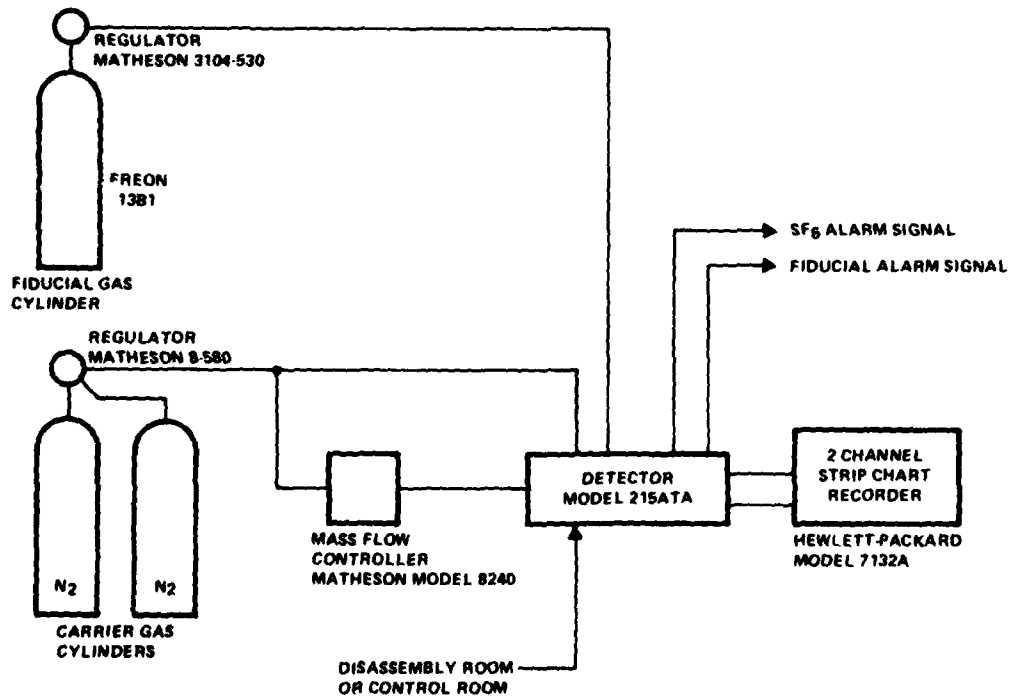 REGULATOR
MATHESON 3104-530
FREON
13B1
FIDUCIAL GAS
CYLINDER
SF6 ALARM SIGNAL
FIDUCIAL ALARM SIGNAL
REGULATOR
MATHESON 8-580
N2
N2
CARRIER GAS
CYLINDERS
MASS FLOW
CONTROLLER
MATHESON MODEL 8240
DETECTOR
MODEL 215ATA
2 CHANNEL
STRIP CHART
RECORDER
HEWLETT-PACKARD
MODEL 7132A
DISASSEMBLY ROOM
OR CONTROL ROOM